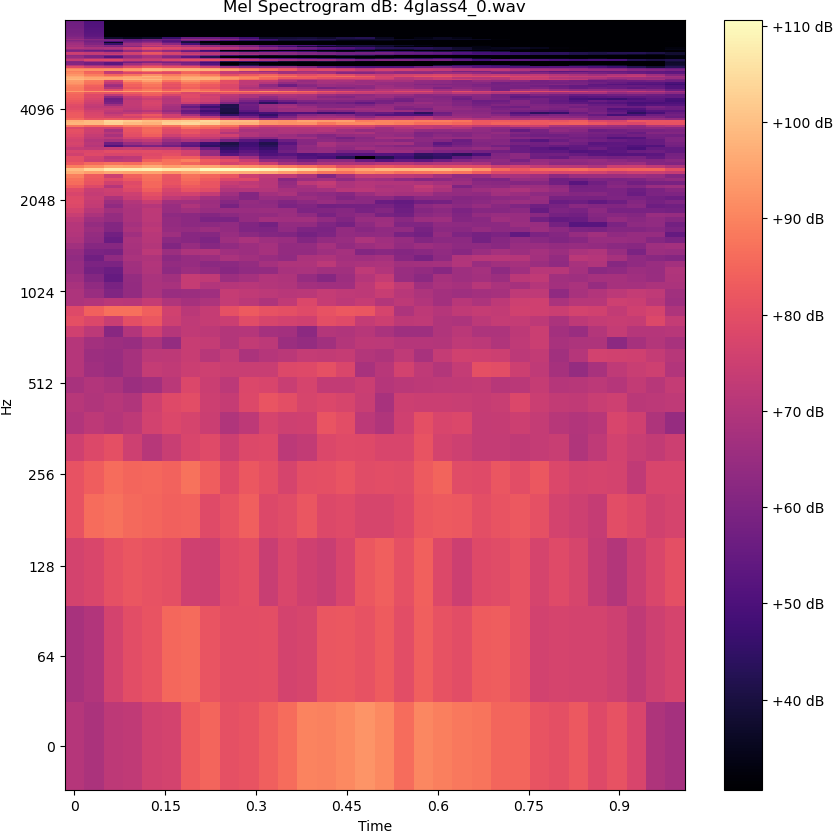 Mel Spectrogram dB: 4glass4_0.wav
+110 dB
4096
+100 dB
2048
+90 dB
1024
+80 dB
512
+70 dB
Hz
256
+60 dB
128
+50 dB
64
+40 dB
0
0 0.15 0.3 0.45 0.6 0.75 0.9
Time